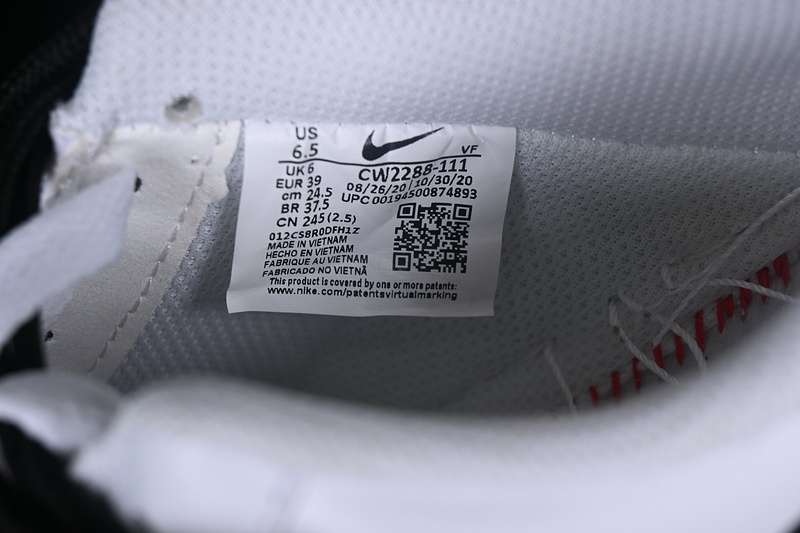 US
6.5
VF
UK 6
EUR 39
cm 24.5
BR 37.5
CN 245 (2.5)
CW2288-111
08/26/20 / 10/30/20
UPC 00194500874893
012CSBR0DFH1Z
MADE IN VIETNAM
HECHO EN VIETNAM
FABRIQUE AU VIETNAM
FABRICADO NO VIETNÃ
This product is covered by one or more patents:
www.nike.com/patentsvirtualmarking